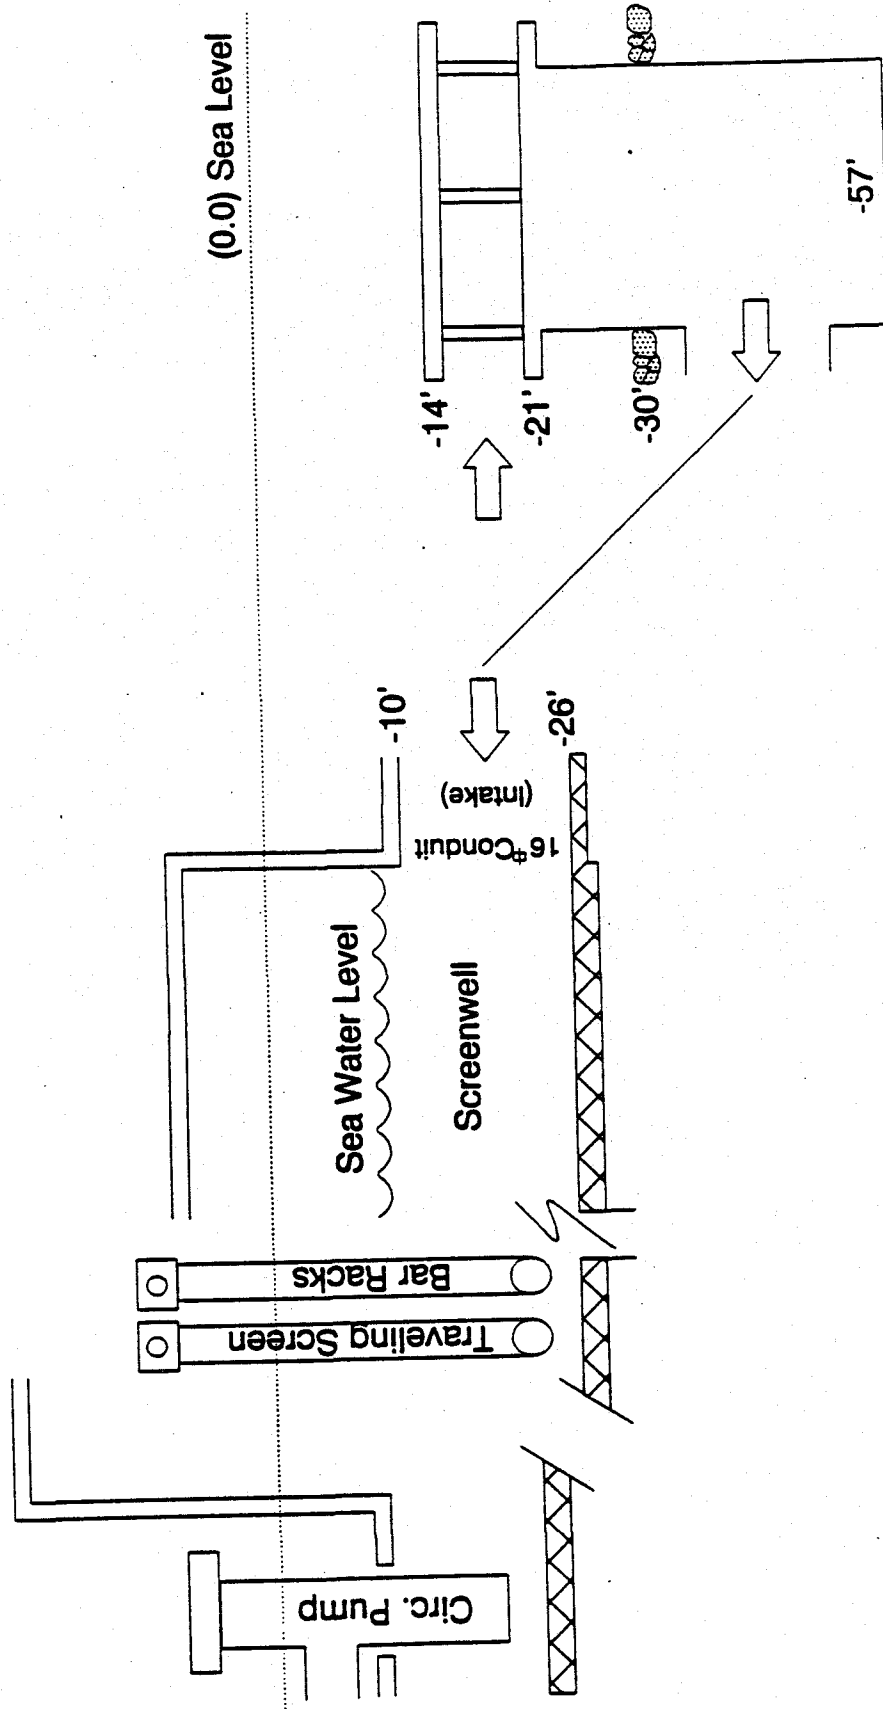 (0.0) Sea Level
-14'
-21'
-30'
-57'
-10'
-26'
Sea Water Level
Screenwell
16'ᶲ Conduit
(Intake)
Bar Racks
Traveling Screen
Circ. Pump